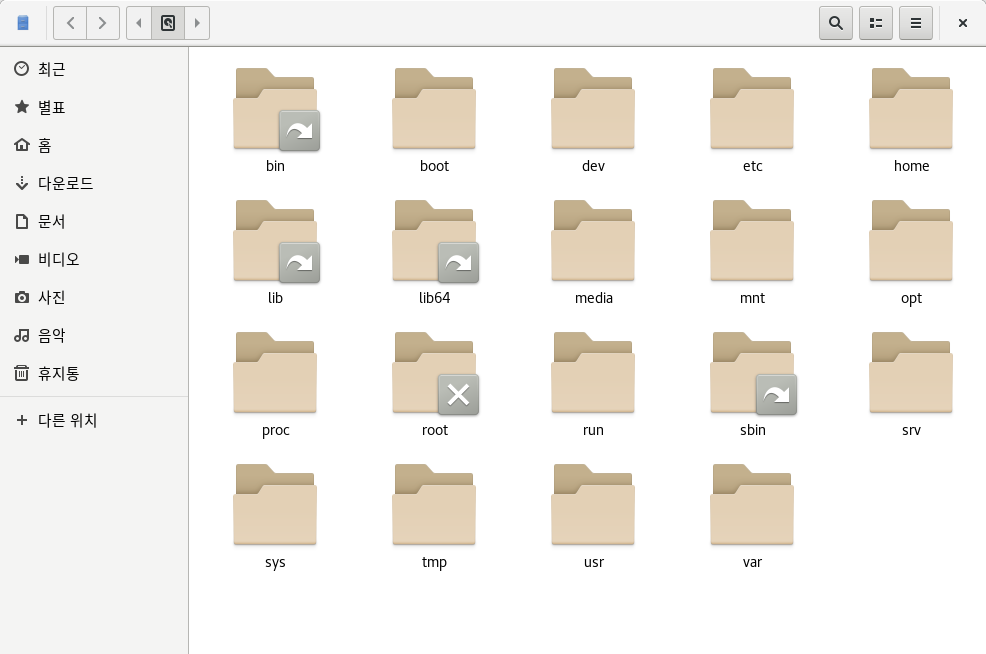 최근
별표
홈
다운로드
문서
비디오
사진
음악
휴지통
다른 위치
bin
boot
dev
etc
home
lib
lib64
media
mnt
opt
proc
root
run
sbin
srv
sys
tmp
usr
var